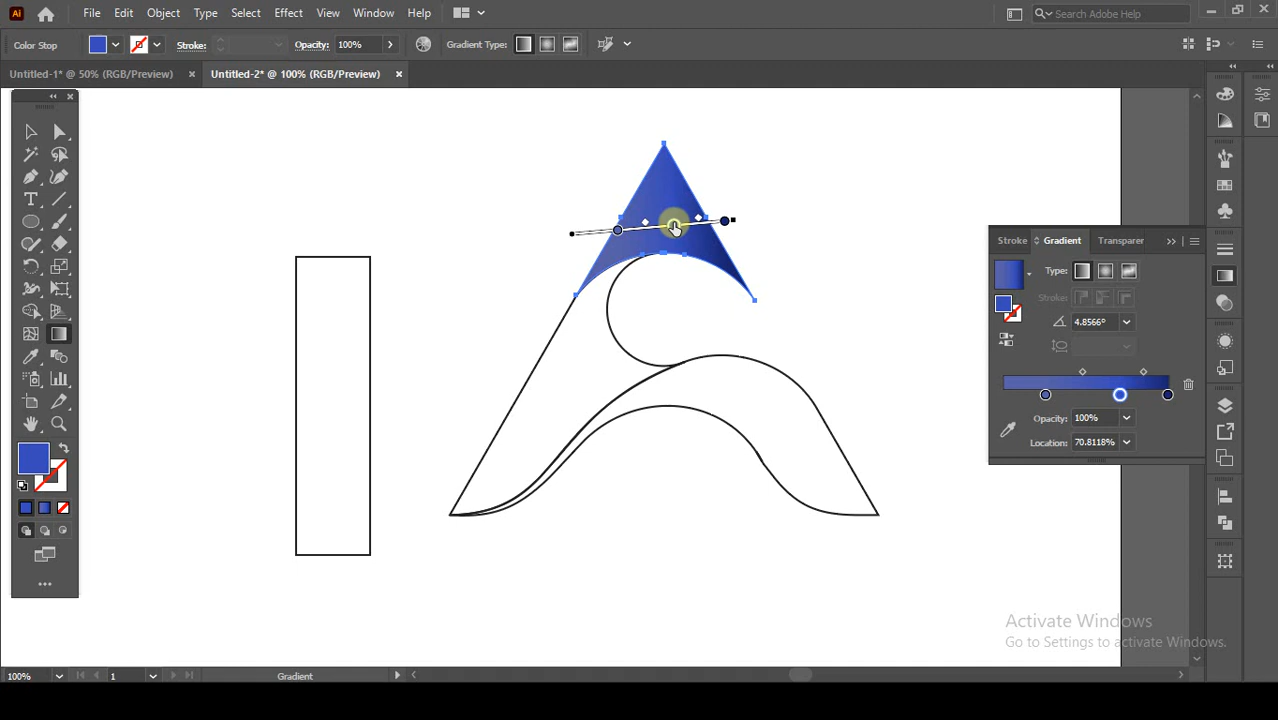 Ai File Edit Object Type Select Effect View Window Help Search Adobe Help
Color Stop Stroke: Opacity: 100% Gradient Type:
Untitled-1* @ 50% (RGB/Preview) Untitled-2* @ 100% (RGB/Preview)
Stroke Gradient Transparer
Type:
Stroke:
4.8566°
Opacity: 100%
Location: 70.8118%
Activate Windows
Go to Settings to activate Windows.
100% 1 Gradient